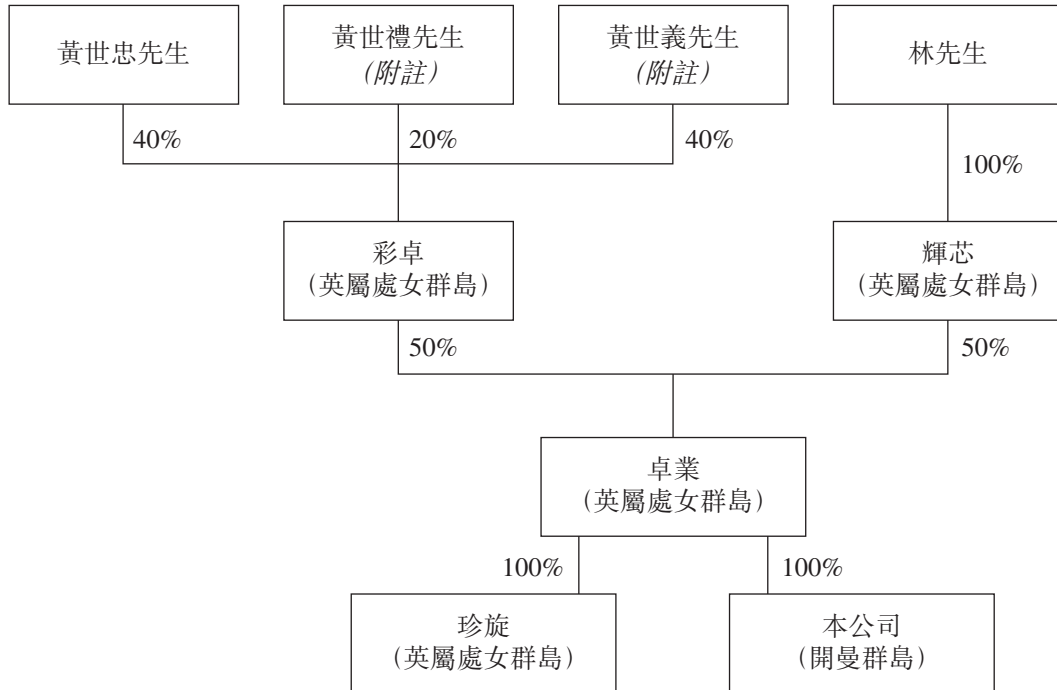 黃世忠先生
黃世禮先生
(附註)
黃世義先生
(附註)
林先生
40%
20%
40%
100%
彩卓
(英屬處女群島)
輝芯
(英屬處女群島)
50%
50%
卓業
(英屬處女群島)
100%
100%
珍旋
(英屬處女群島)
本公司
(開曼群島)